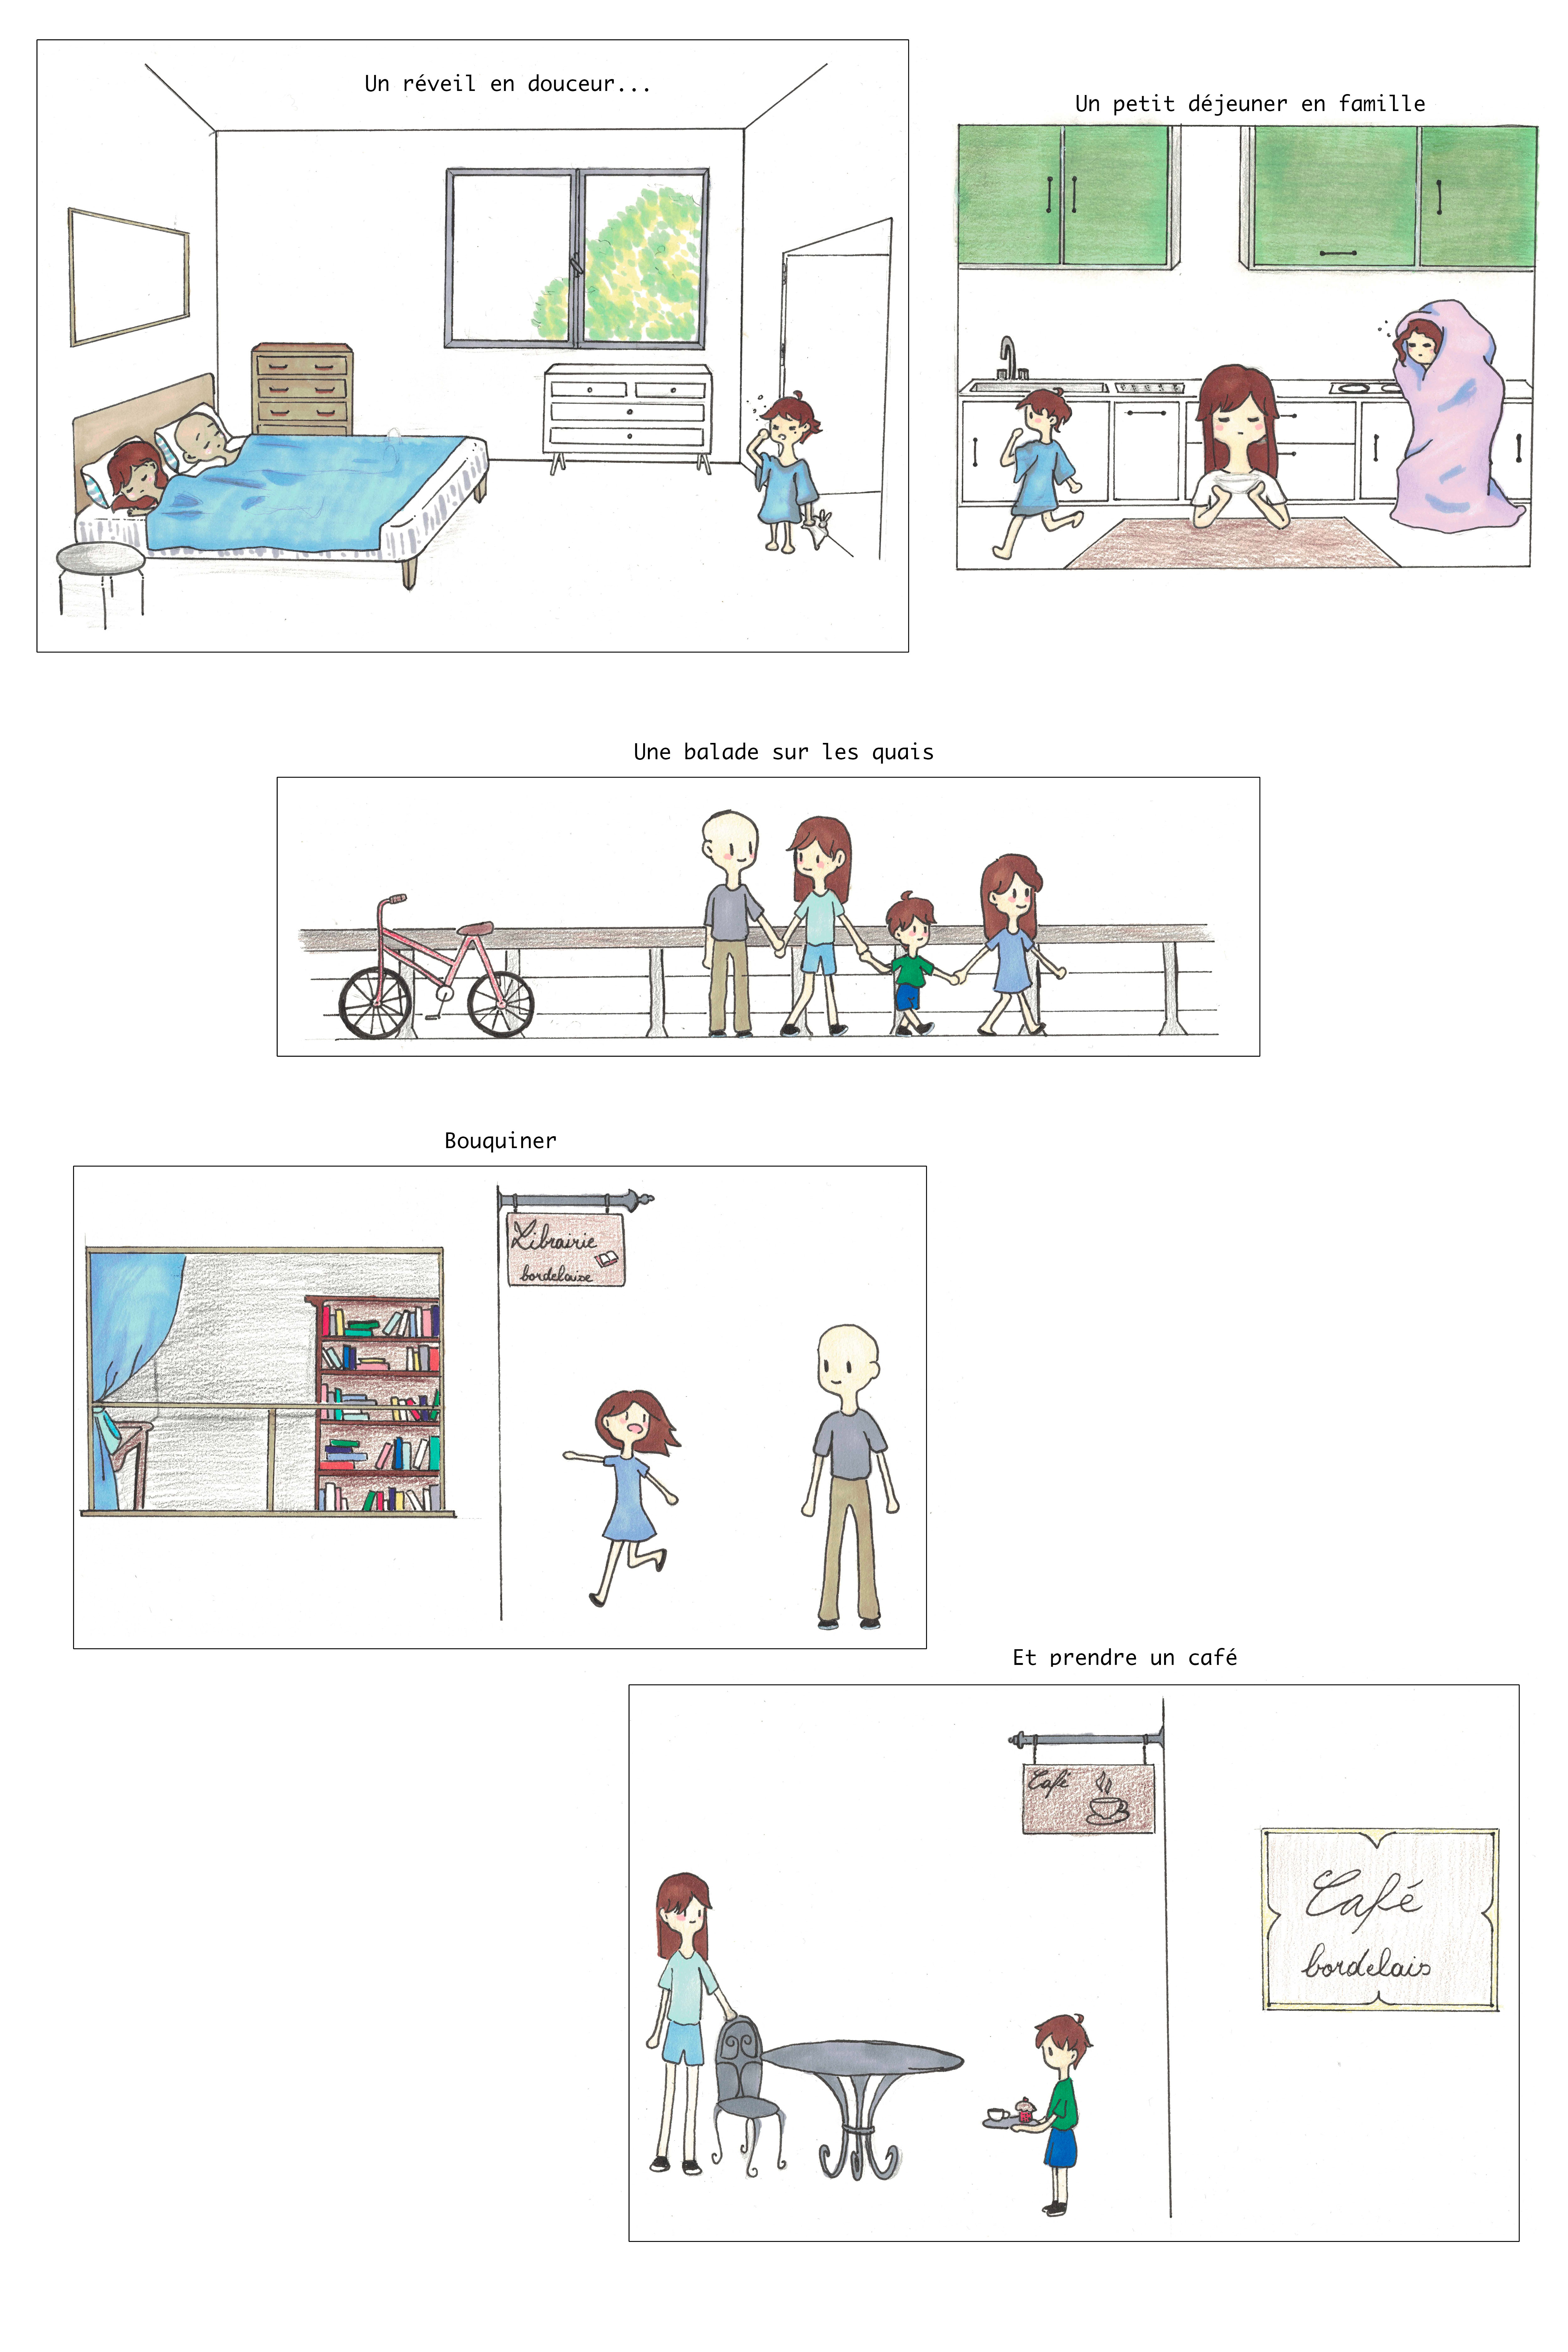 Un réveil en douceur...
Un petit déjeuner en famille
Une balade sur les quais
Bouquiner
Librairie
bordelaise
Et prendre un café
Café
Café
bordelais